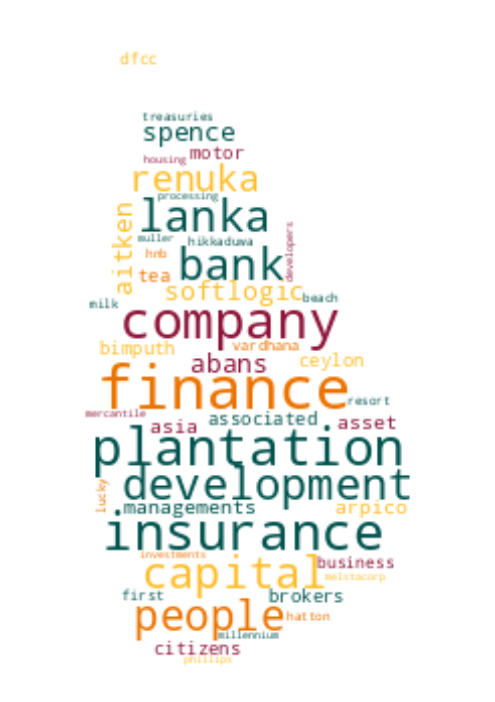 dfcc
treasuries
spence
housing motor
renuka
processing
aitken
lanka
muller hikkaduwa
developers
hnb bank
tea
softlogic
milk beach
company
bimputh vardhana
abans ceylon
finance
resort
mercantile associated
asia asset
plantation
lucky
development
managements arpico
insurance
investments
capital business
melstacorp
first brokers
people hatton
millennium
citizens
phillips